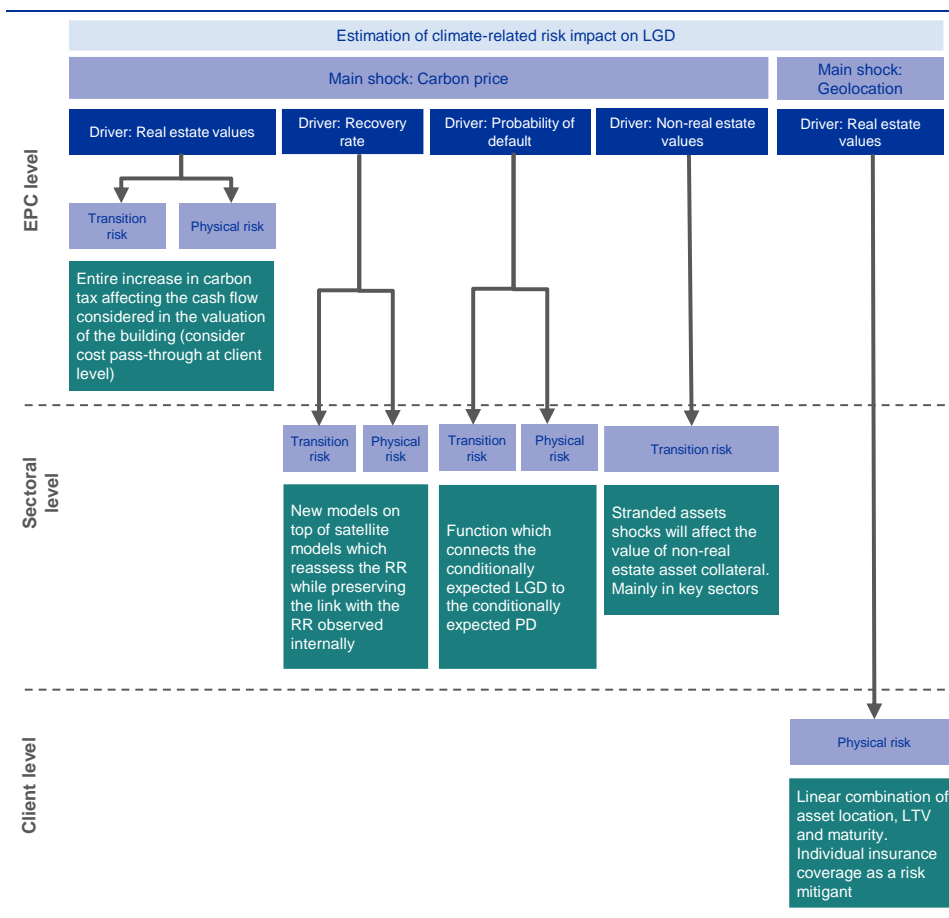 Estimation of climate-related risk impact on LGD
Main shock: Carbon price
Main shock:
Geolocation
Driver: Real estate values
Driver: Recovery
rate
Driver: Probability of
default
Driver: Non-real estate
values
Driver: Real estate
values
EPC level
Transition
risk
Physical risk
Entire increase in carbon
tax affecting the cash flow
considered in the valuation
of the building (consider
cost pass-through at client
level)
Sectoral
level
Transition
risk
Physical
risk
Transition
risk
Physical
risk
Transition risk
New models on
top of satellite
models which
reassess the RR
while preserving
the link with the
RR observed
internally
Function which
connects the
conditionally
expected LGD to
the conditionally
expected PD
Stranded assets
shocks will affect the
value of non-real
estate asset collateral.
Mainly in key sectors
Client level
Physical risk
Linear combination of
asset location, LTV
and maturity.
Individual insurance
coverage as a risk
mitigant